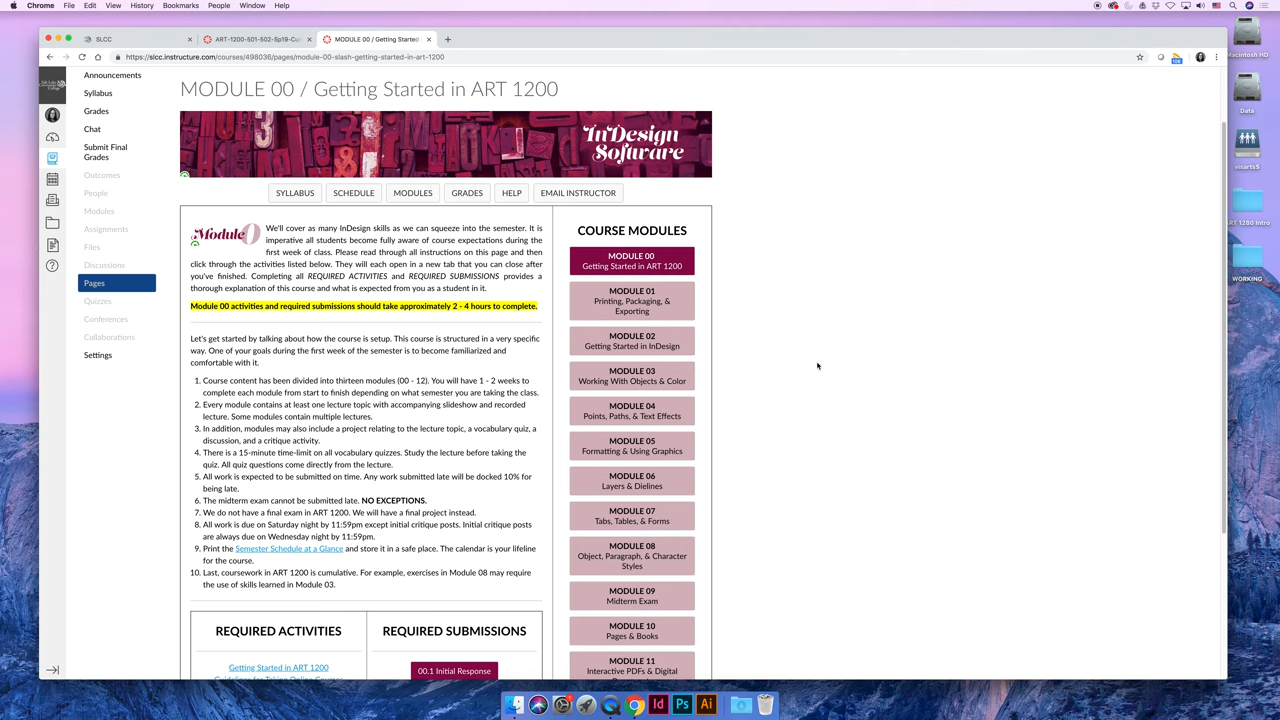 Chrome File Edit View History Bookmarks People Window Help
SLCC
ART-1200-501-502-Sp19-Cur
MODULE 00 / Getting Started
https://slcc.instructure.com/courses/498036/pages/module-00-slash-getting-started-in-art-1200
Macintosh HD
Data
visarts5
ART 1280 Intro
WORKING
Announcements
Syllabus
Grades
Chat
Submit Final
Grades
Outcomes
People
Modules
Assignments
Files
Discussions
Pages
Quizzes
Conferences
Collaborations
Settings
MODULE 00 / Getting Started in ART 1200
InDesign
Software
SYLLABUS SCHEDULE MODULES GRADES HELP EMAIL INSTRUCTOR
Module 0
We'll cover as many InDesign skills as we can squeeze into the semester. It is
imperative all students become fully aware of course expectations during the
first week of class. Please read through all instructions on this page and then
click through the activities listed below. They will each open in a new tab that you can close after
you've finished. Completing all REQUIRED ACTIVITIES and REQUIRED SUBMISSIONS provides a
thorough explanation of this course and what is expected from you as a student in it.
Module 00 activities and required submissions should take approximately 2 - 4 hours to complete.
Let's get started by talking about how the course is setup. This course is structured in a very specific
way. One of your goals during the first week of the semester is to become familiarized and
comfortable with it.
1. Course content has been divided into thirteen modules (00 - 12). You will have 1 - 2 weeks to
complete each module from start to finish depending on what semester you are taking the class.
2. Every module contains at least one lecture topic with accompanying slideshow and recorded
lecture. Some modules contain multiple lectures.
3. In addition, modules may also include a project relating to the lecture topic, a vocabulary quiz, a
discussion, and a critique activity.
4. There is a 15-minute time-limit on all vocabulary quizzes. Study the lecture before taking the
quiz. All quiz questions come directly from the lecture.
5. All work is expected to be submitted on time. Any work submitted late will be docked 10% for
being late.
6. The midterm exam cannot be submitted late. NO EXCEPTIONS.
7. We do not have a final exam in ART 1200. We will have a final project instead.
8. All work is due on Saturday night by 11:59pm except initial critique posts. Initial critique posts
are always due on Wednesday night by 11:59pm.
9. Print the Semester Schedule at a Glance and store it in a safe place. The calendar is your lifeline
for the course.
10. Last, coursework in ART 1200 is cumulative. For example, exercises in Module 08 may require
the use of skills learned in Module 03.
REQUIRED ACTIVITIES
Getting Started in ART 1200
REQUIRED SUBMISSIONS
00.1 Initial Response
COURSE MODULES
MODULE 00
Getting Started in ART 1200
MODULE 01
Printing, Packaging, &
Exporting
MODULE 02
Getting Started in InDesign
MODULE 03
Working With Objects & Color
MODULE 04
Points, Paths, & Text Effects
MODULE 05
Formatting & Using Graphics
MODULE 06
Layers & Dielines
MODULE 07
Tabs, Tables, & Forms
MODULE 08
Object, Paragraph, & Character
Styles
MODULE 09
Midterm Exam
MODULE 10
Pages & Books
MODULE 11
Interactive PDFs & Digital
Id Ps Ai